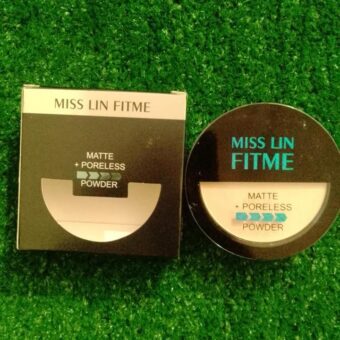 MISS LIN FITME
MATTE
+ PORELESS
POWDER
MISS LIN
FITME
MATTE
+ PORELESS
POWDER